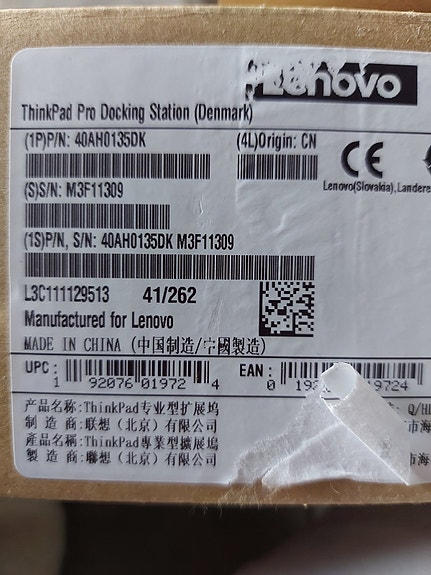 Lenovo
ThinkPad Pro Docking Station (Denmark)
(1P)P/N: 40AH0135DK (4L)Origin: CN
CE
(S)S/N: M3F11309
Lenovo(Slovakia),
(1S)P/N, S/N: 40AH0135DK M3F11309
L3C111129513 41/262
Manufactured for Lenovo
MADE IN CHINA (中国制造/中國製造)
UPC: 1 92076 01972 4 EAN: 0 19724
产品名称:ThinkPad专业型扩展坞
制 造 商:联想（北京）有限公司
產品名稱:ThinkPad專業型擴展塢
製 造 商:聯想（北京）有限公司